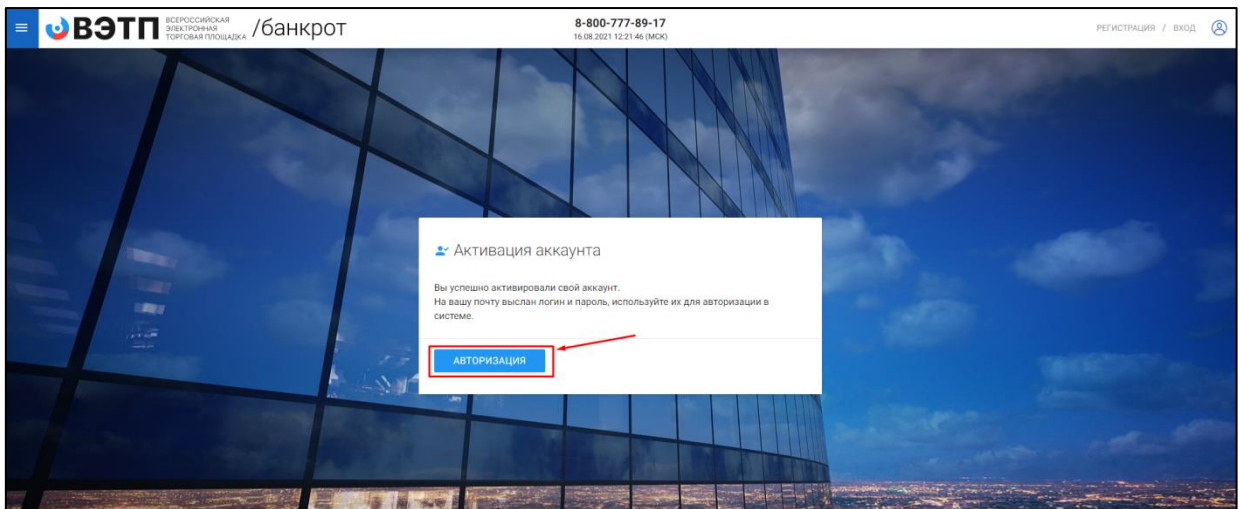 ВЭТП
ВСЕРОССИЙСКАЯ
ЭЛЕКТРОННАЯ
ТОРГОВАЯ ПЛОЩАДКА
/банкрот
8-800-777-89-17
16.08.2021 12:21:46 (МСК)
РЕГИСТРАЦИЯ / ВХОД
Активация аккаунта
Вы успешно активировали свой аккаунт.
На вашу почту выслан логин и пароль, используйте их для авторизации в
системе.
АВТОРИЗАЦИЯ